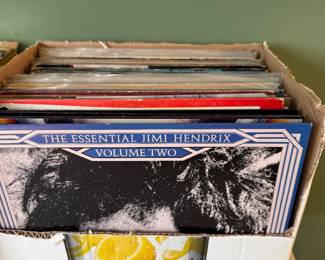 THE ESSENTIAL JIMI HENDRIX
VOLUME TWO